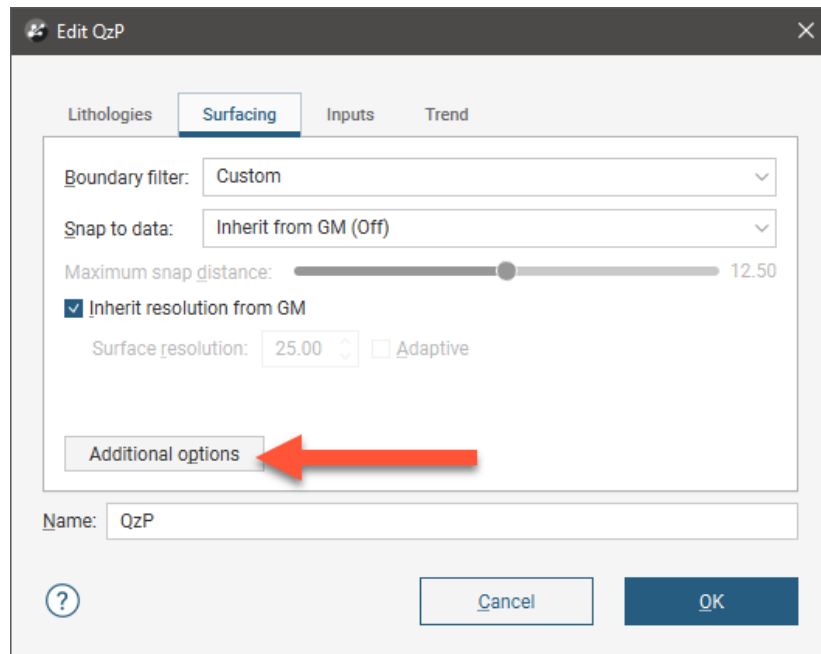 Edit QzP
Lithologies Surfacing Inputs Trend
Boundary filter: Custom
Snap to data: Inherit from GM (Off)
Maximum snap distance: 12.50
Inherit resolution from GM
Surface resolution: 25.00 Adaptive
Additional options
Name: QzP
? Cancel OK